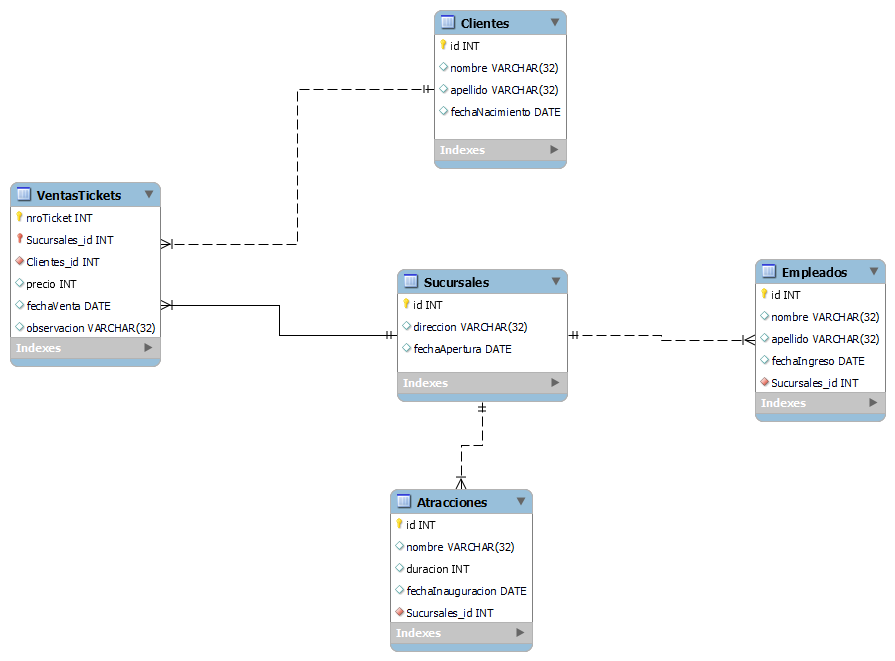 Clientes
id INT
nombre VARCHAR(32)
apellido VARCHAR(32)
fechaNacimiento DATE
Indexes
VentasTickets
nroTicket INT
Sucursales_id INT
Clientes_id INT
precio INT
fechaVenta DATE
observacion VARCHAR(32)
Indexes
Sucursales
id INT
direccion VARCHAR(32)
fechaApertura DATE
Indexes
Empleados
id INT
nombre VARCHAR(32)
apellido VARCHAR(32)
fechaIngreso DATE
Sucursales_id INT
Indexes
Atracciones
id INT
nombre VARCHAR(32)
duracion INT
fechaInauguracion DATE
Sucursales_id INT
Indexes